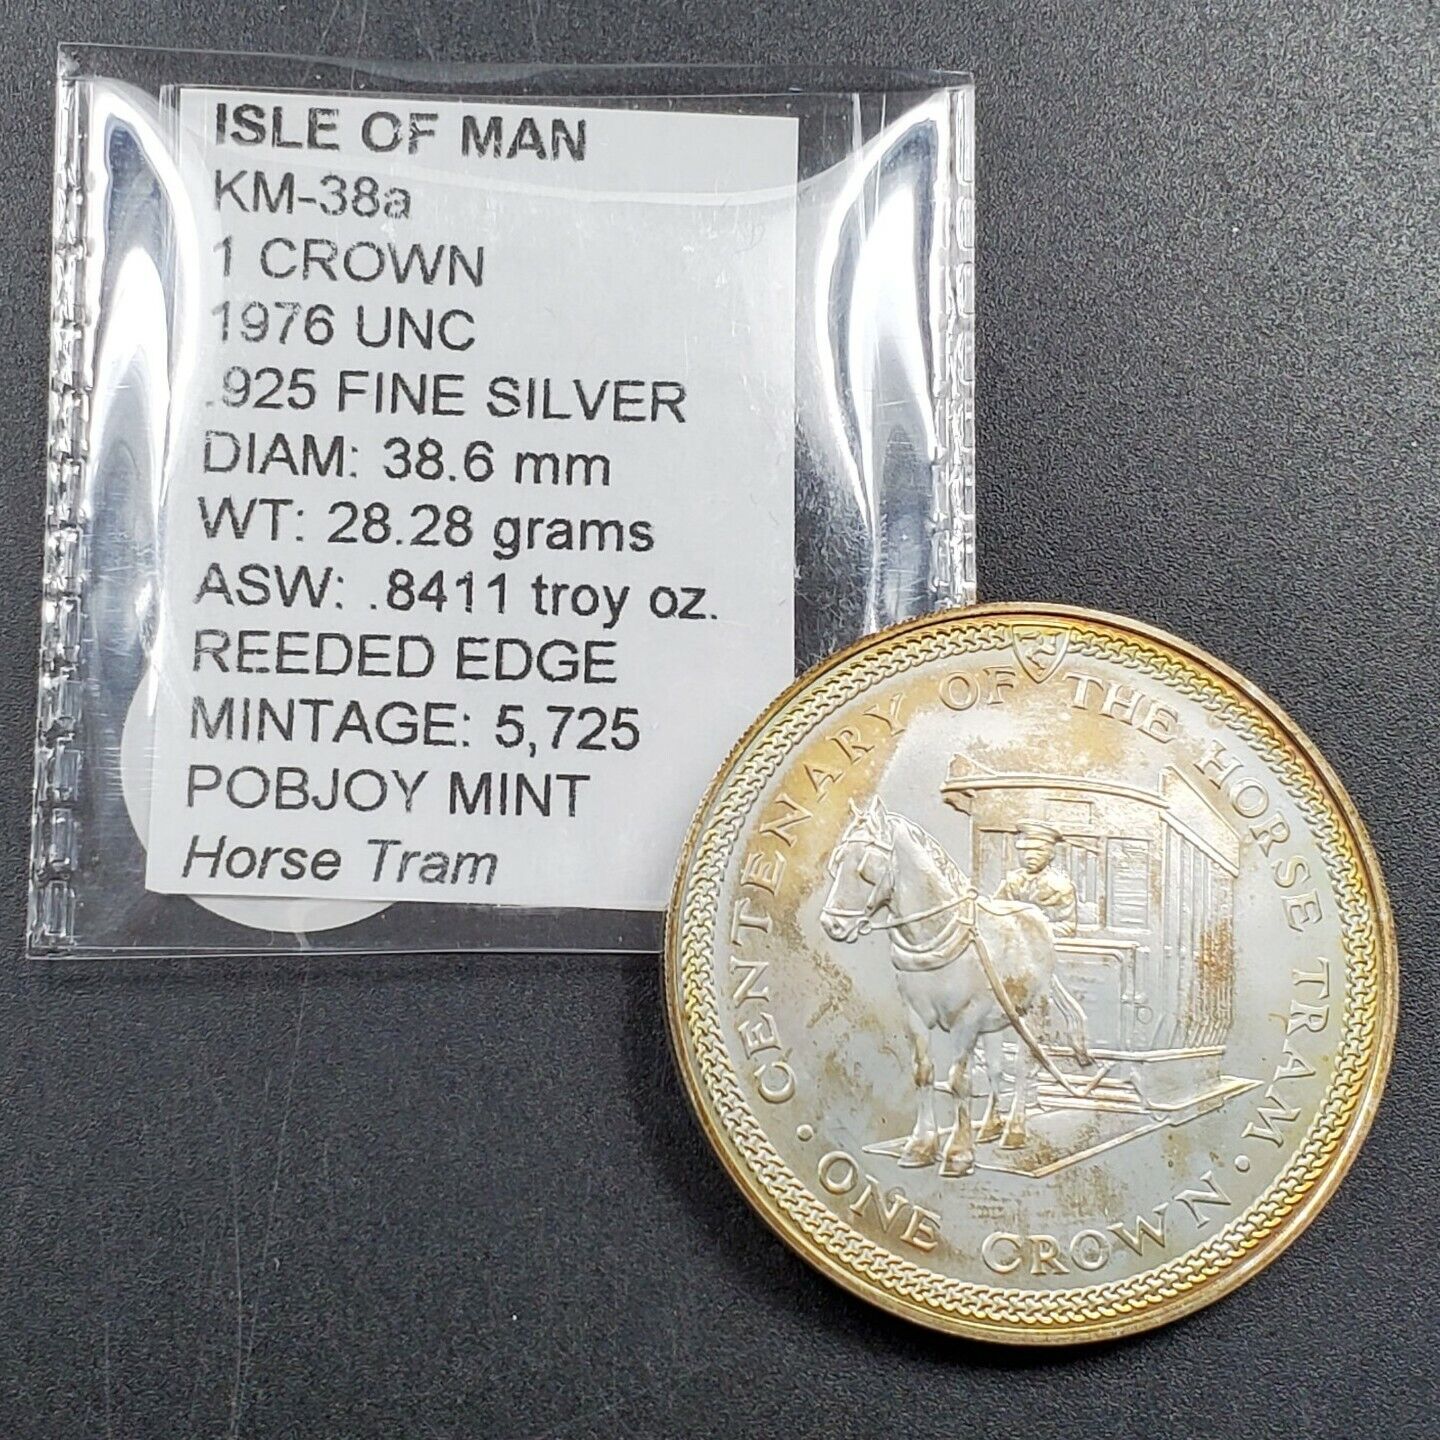 ISLE OF MAN
KM-38a
1 CROWN
1976 UNC
.925 FINE SILVER
DIAM: 38.6 mm
WT: 28.28 grams
ASW: .8411 troy oz.
REEDED EDGE
MINTAGE: 5,725
POBJOY MINT
Horse Tram
CENTENARY OF THE HORSE TRAM
· ONE CROWN ·